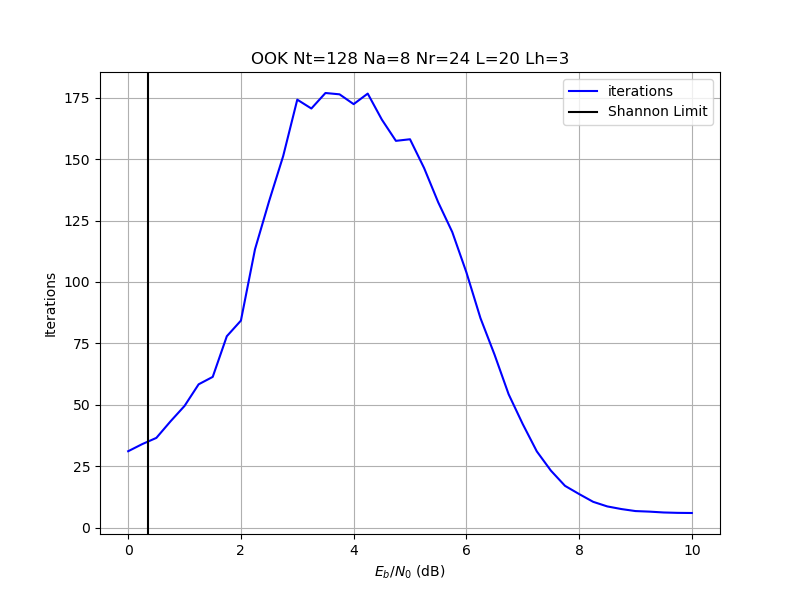 OOK Nt=128 Na=8 Nr=24 L=20 Lh=3
iterations
Shannon Limit
175
150
125
100
75
50
25
0
Iterations
0 2 4 6 8 10
E_b/N_0 (dB)